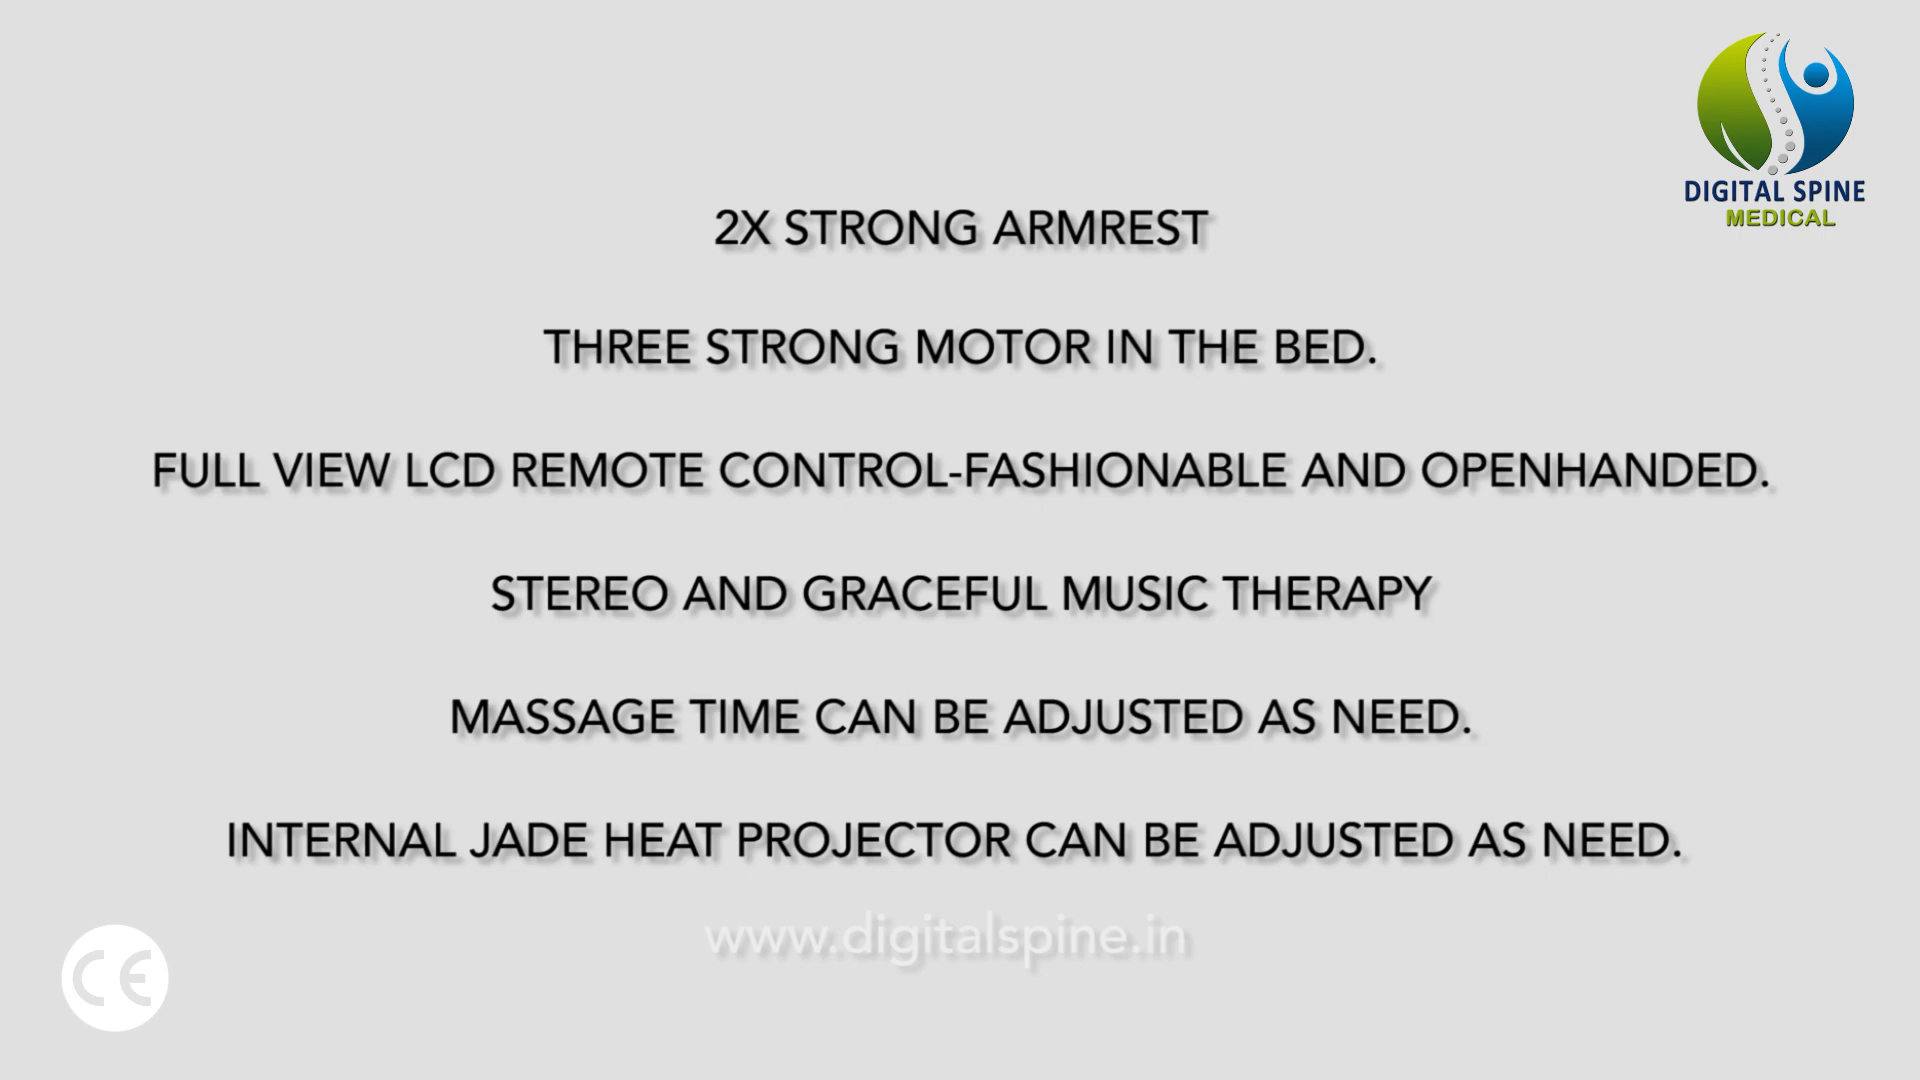 DIGITAL SPINE
MEDICAL
2X STRONG ARMREST
THREE STRONG MOTOR IN THE BED.
FULL VIEW LCD REMOTE CONTROL-FASHIONABLE AND OPENHANDED.
STEREO AND GRACEFUL MUSIC THERAPY
MASSAGE TIME CAN BE ADJUSTED AS NEED.
INTERNAL JADE HEAT PROJECTOR CAN BE ADJUSTED AS NEED.
www.digitalspine.in
CE